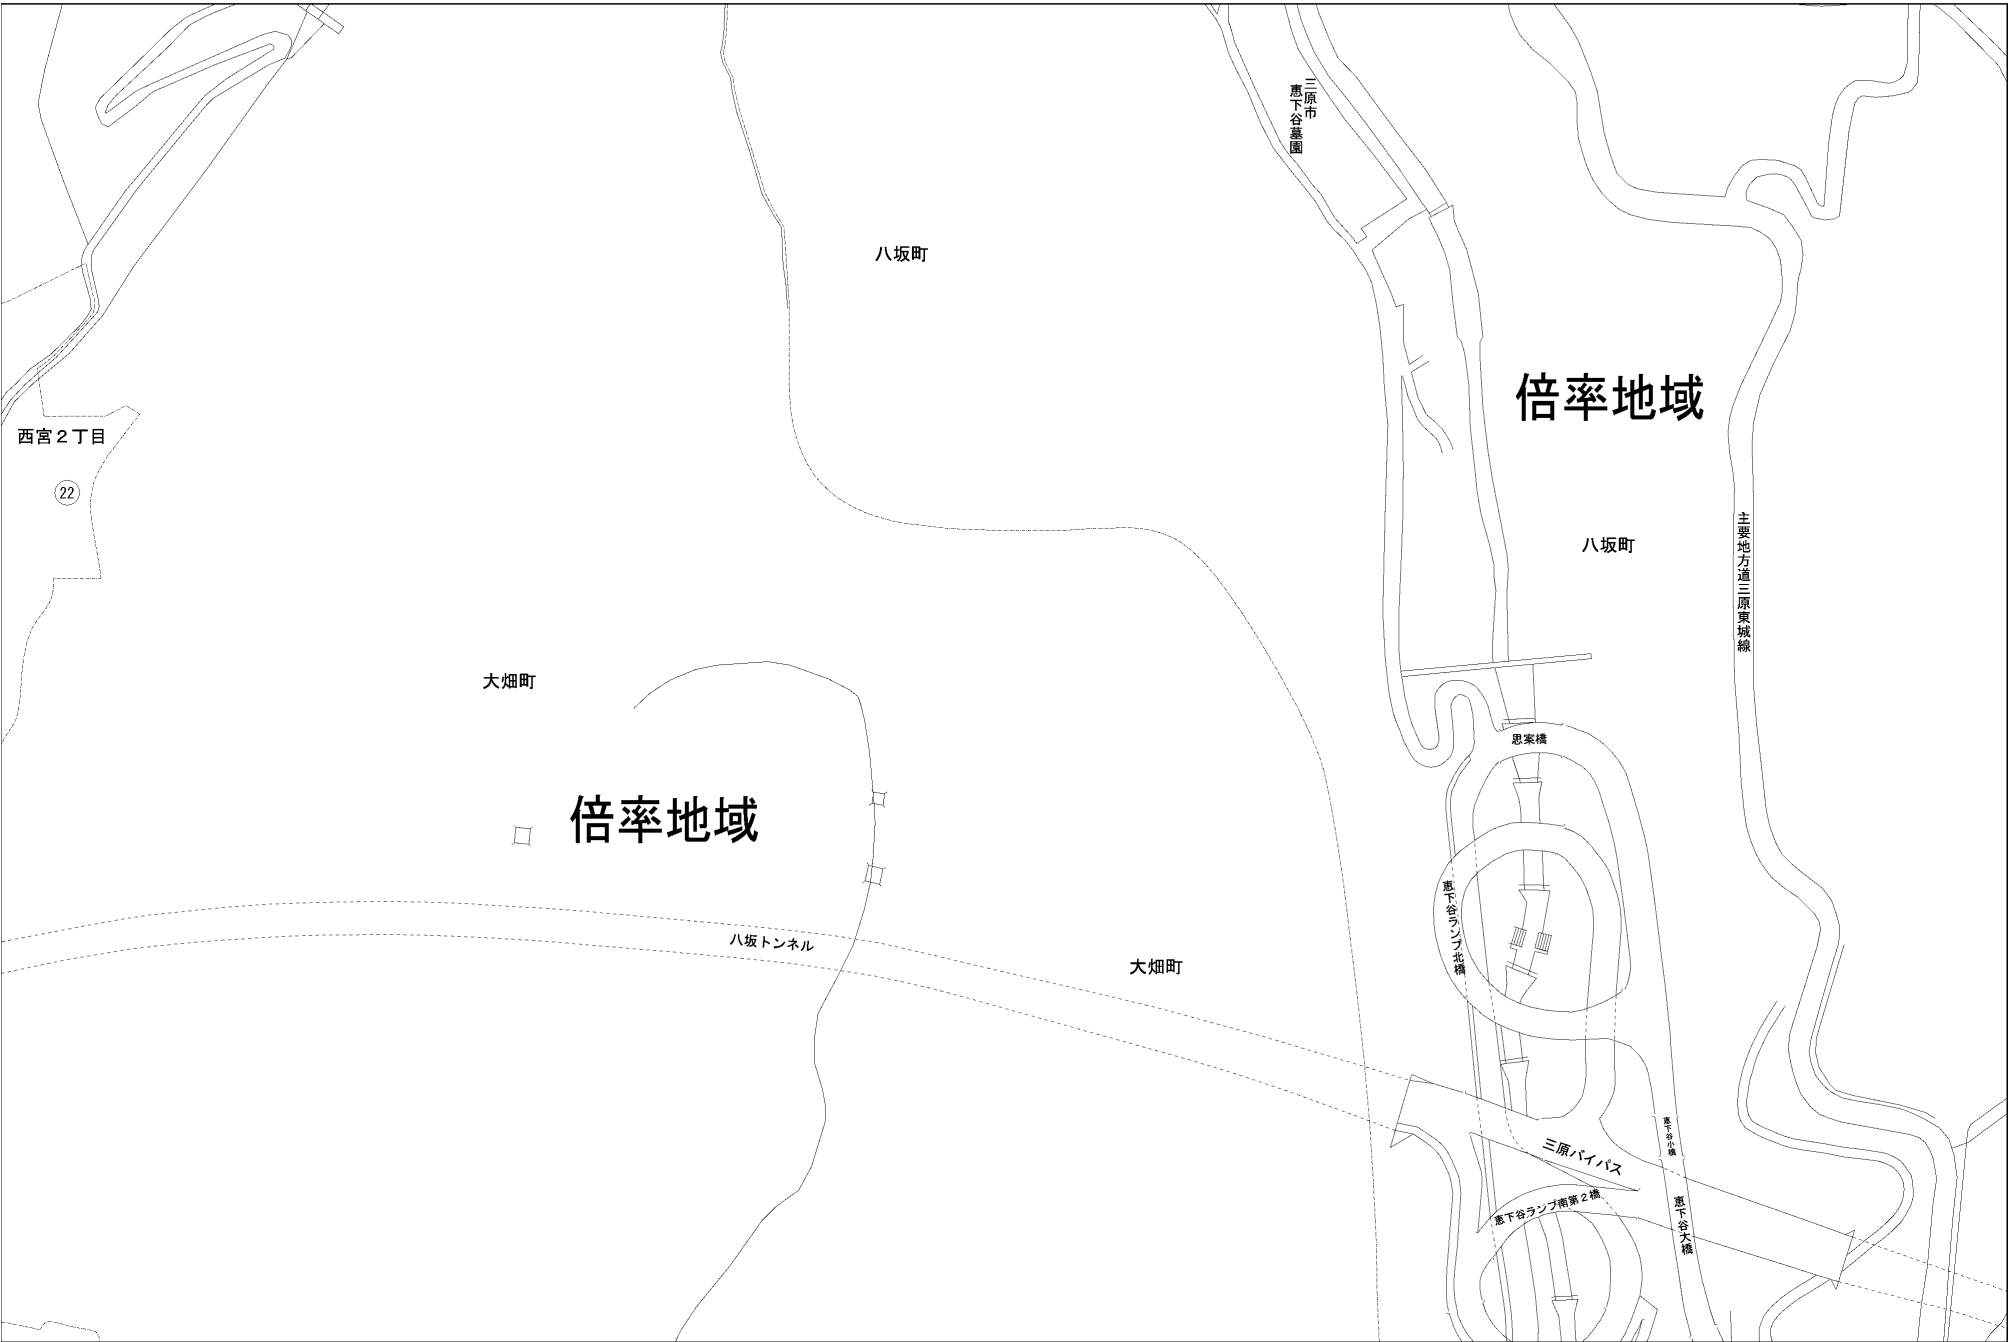 三原市
恵下谷墓園
八坂町
倍率地域
西宮２丁目
22
主要地方道三原東城線
八坂町
大畑町
思案橋
倍率地域
恵下谷ランプ北橋
八坂トンネル
大畑町
恵下谷小橋
三原バイパス
恵下谷ランプ南第２橋
恵下谷大橋